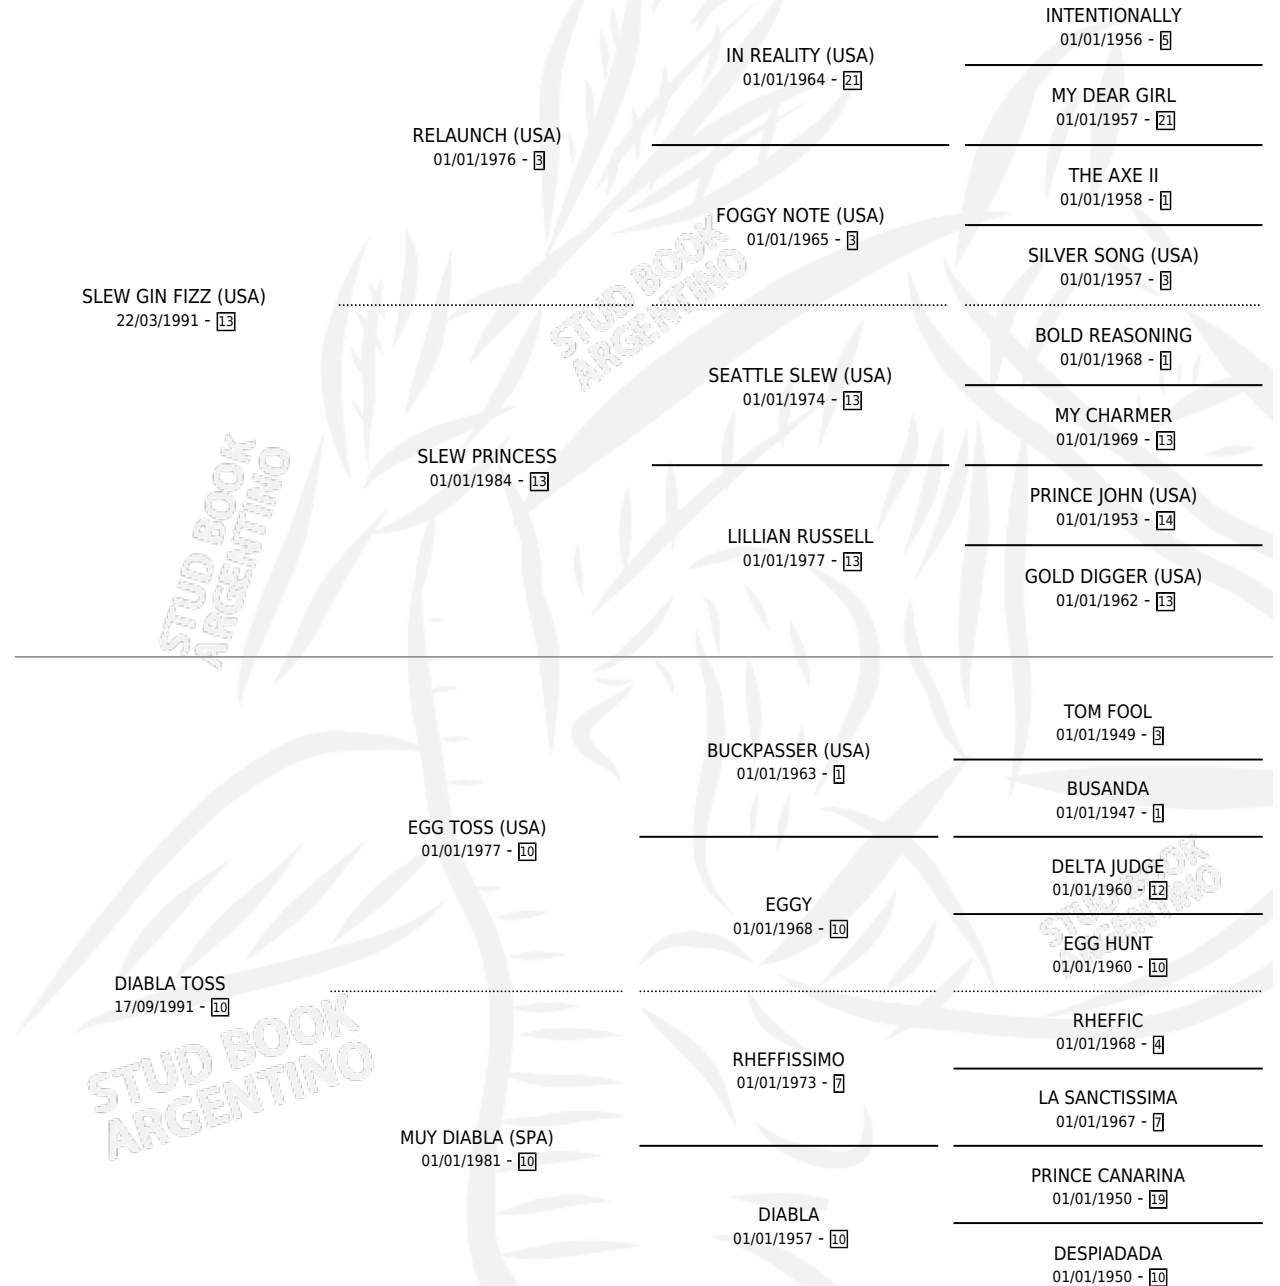 INTENTIONALLY
01/01/1956 - 5
IN REALITY (USA)
01/01/1964 - 21
MY DEAR GIRL
01/01/1957 - 21
RELAUNCH (USA)
01/01/1976 - 3
THE AXE II
01/01/1958 - 1
FOGGY NOTE (USA)
01/01/1965 - 3
SILVER SONG (USA)
01/01/1957 - 3
SLEW GIN FIZZ (USA)
22/03/1991 - 13
BOLD REASONING
01/01/1968 - 1
SEATTLE SLEW (USA)
01/01/1974 - 13
MY CHARMER
01/01/1969 - 13
SLEW PRINCESS
01/01/1984 - 13
PRINCE JOHN (USA)
01/01/1953 - 14
LILLIAN RUSSELL
01/01/1977 - 13
GOLD DIGGER (USA)
01/01/1962 - 13
TOM FOOL
01/01/1949 - 3
BUCKPASSER (USA)
01/01/1963 - 1
BUSANDA
01/01/1947 - 1
EGG TOSS (USA)
01/01/1977 - 10
DELTA JUDGE
01/01/1960 - 12
EGGY
01/01/1968 - 10
EGG HUNT
01/01/1960 - 10
DIABLA TOSS
17/09/1991 - 10
RHEFFIC
01/01/1968 - 4
RHEFFISSIMO
01/01/1973 - 7
LA SANCTISSIMA
01/01/1967 - 7
MUY DIABLA (SPA)
01/01/1981 - 10
PRINCE CANARINA
01/01/1950 - 19
DIABLA
01/01/1957 - 10
DESPIADADA
01/01/1950 - 10
STUD BOOK
ARGENTINO
STUD BOOK
ARGENTINO
STUD BOOK
ARGENTINO
STUD BOOK
ARGENTINO